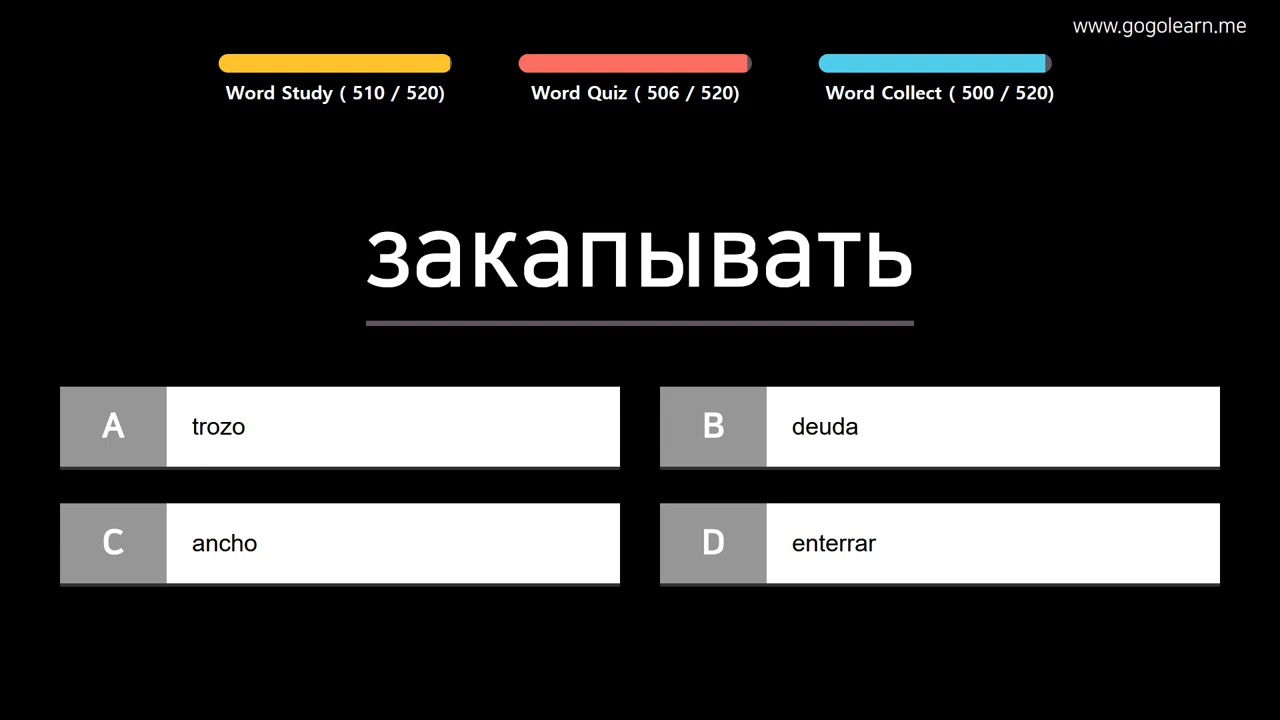 www.gogolearn.me
Word Study ( 510 / 520)
Word Quiz ( 506 / 520)
Word Collect ( 500 / 520)
закапывать
A trozo
B deuda
C ancho
D enterrar